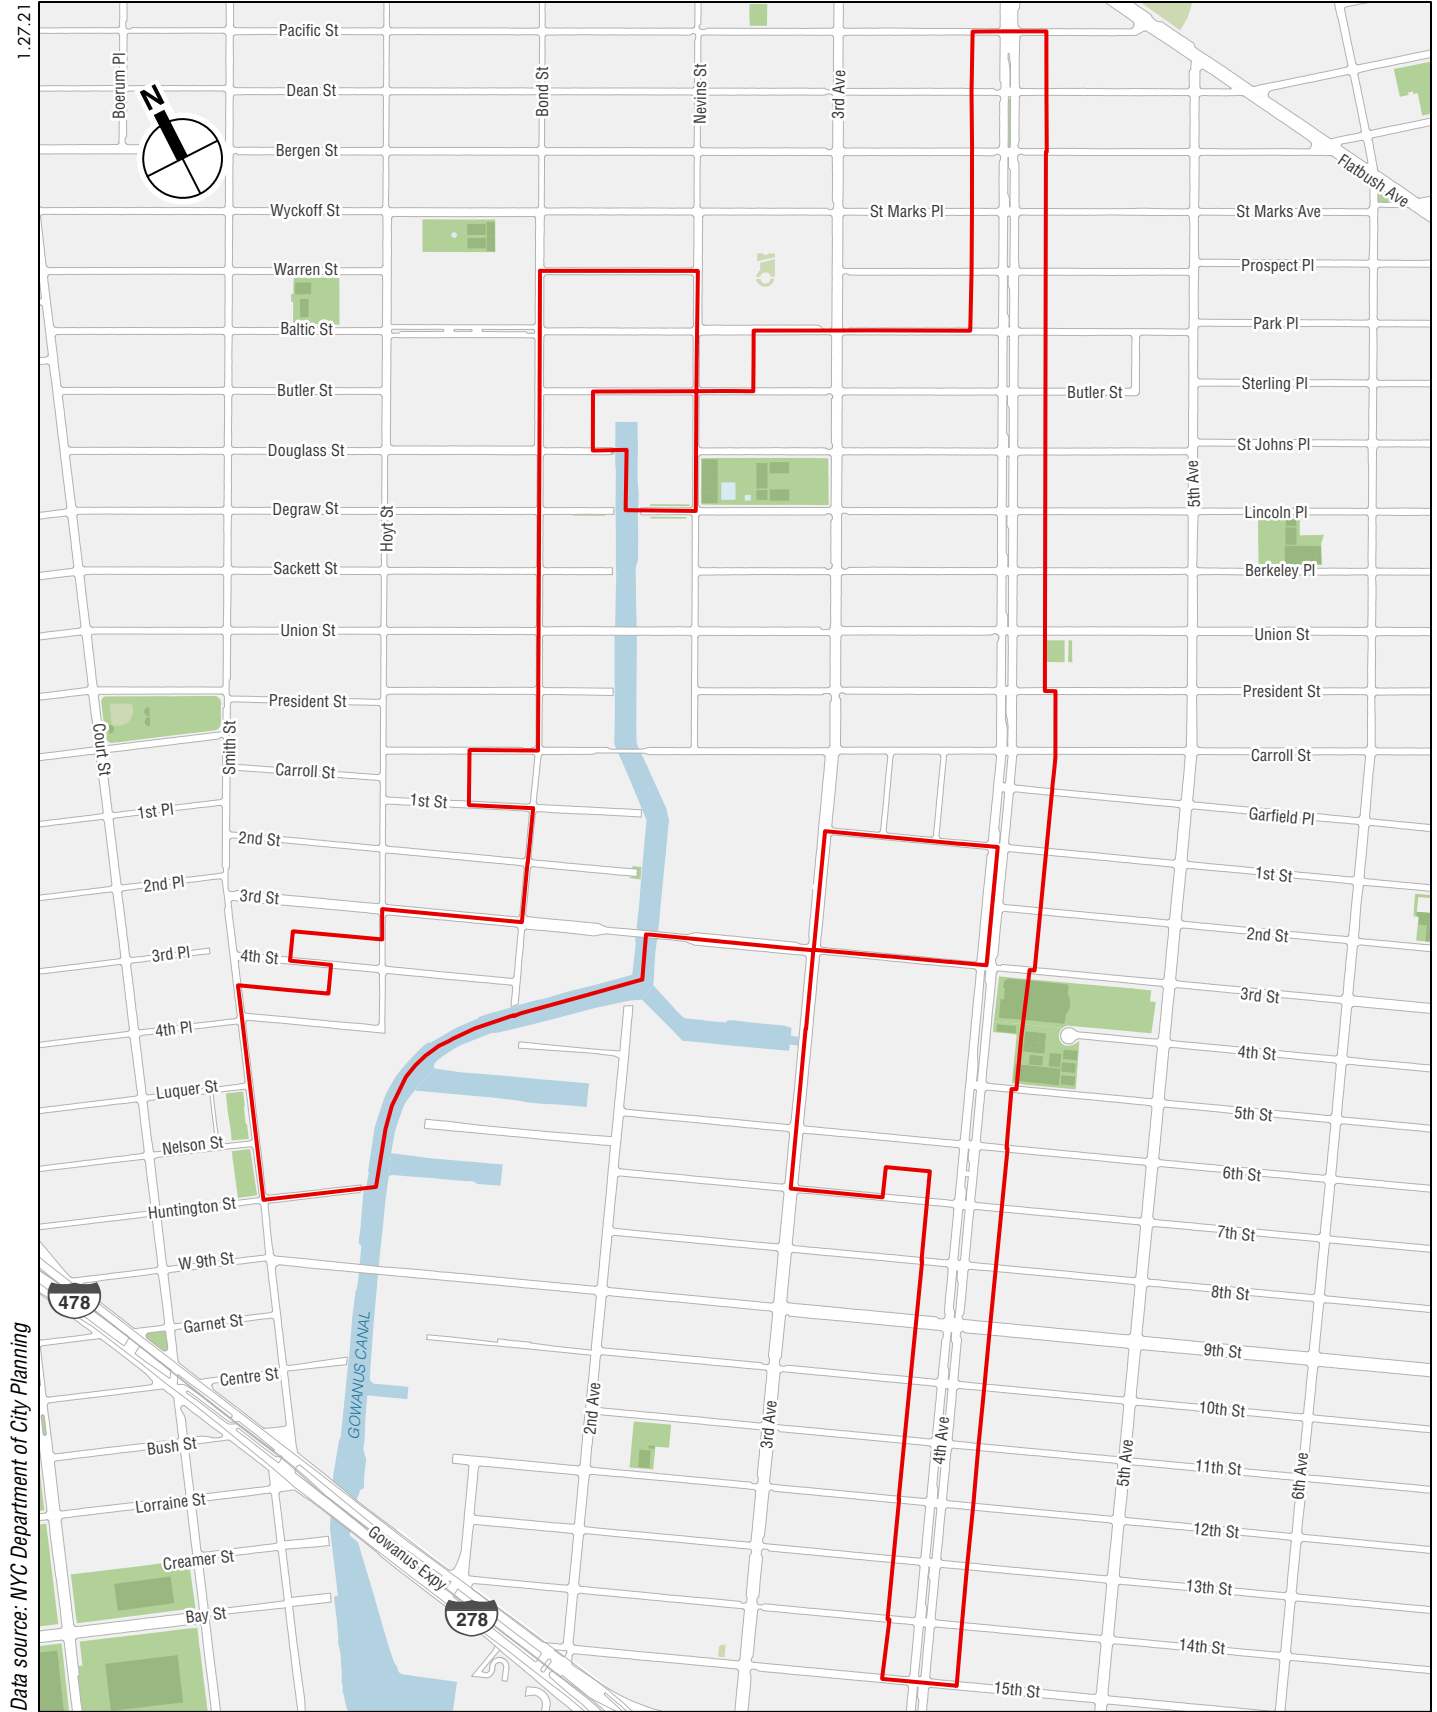 1.27.21
Pacific St
Boerum Pl
Dean St
Bond St
Nevins St
3rd Ave
N
Bergen St
Flatbush Ave
Wyckoff St
St Marks Pl
St Marks Ave
Warren St
Prospect Pl
Baltic St
Park Pl
Butler St
Butler St
Sterling Pl
Douglass St
St Johns Pl
5th Ave
Degraw St
Hoyt St
Lincoln Pl
Sackett St
Berkeley Pl
Union St
Union St
President St
President St
Court St
Smith St
Carroll St
Carroll St
1st Pl
1st St
Garfield Pl
2nd St
1st St
2nd Pl
3rd St
2nd St
3rd Pl
4th St
3rd St
4th Pl
4th St
Luquer St
5th St
Nelson St
6th St
Huntington St
7th St
W 9th St
8th St
478
Garnet St
9th St
GOWANUS CANAL
Centre St
2nd Ave
3rd Ave
4th Ave
10th St
Bush St
5th Ave
11th St
6th Ave
Lorraine St
12th St
Gowanus Expy
Creamer St
13th St
Bay St
278
14th St
15th St
Data source: NYC Department of City Planning